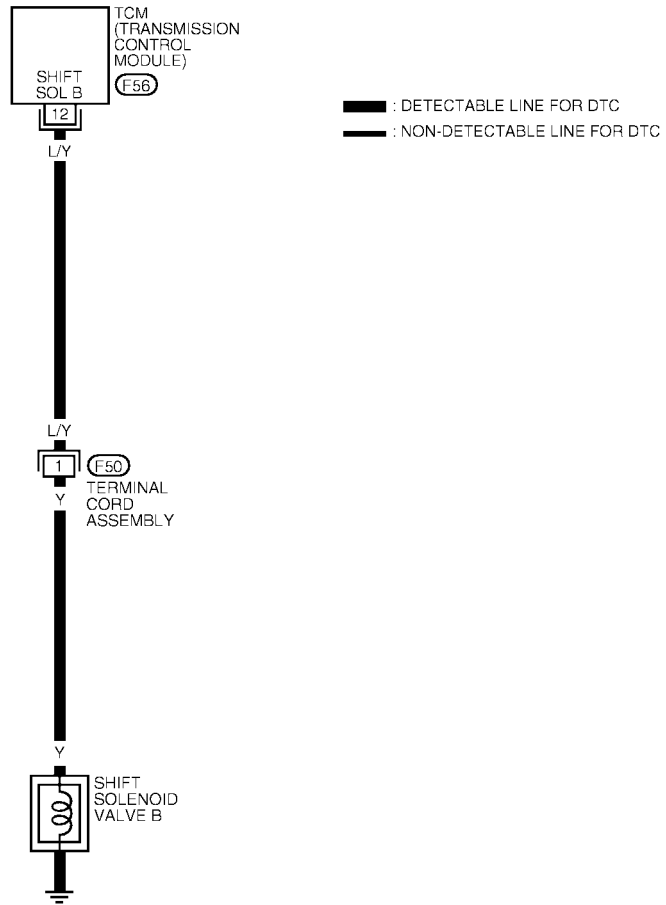 TCM
(TRANSMISSION
CONTROL
MODULE)
F56
SHIFT
SOL B
12
L/Y
: DETECTABLE LINE FOR DTC
: NON-DETECTABLE LINE FOR DTC
L/Y
1
F50
Y
TERMINAL
CORD
ASSEMBLY
Y
SHIFT
SOLENOID
VALVE B